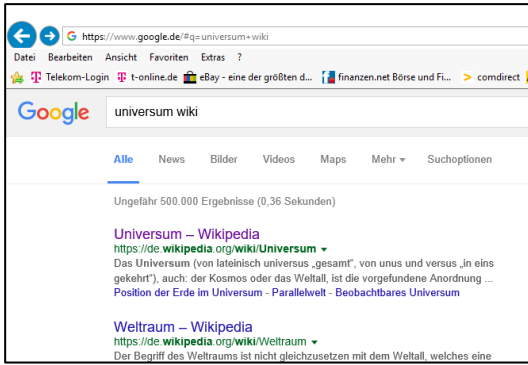 https://www.google.de/#q=universum+wiki
Datei Bearbeiten Ansicht Favoriten Extras ?
Telekom-Login t-online.de eBay - eine der größten d... finanzen.net Börse und Fi... comdirect
Google universum wiki
Alle News Bilder Videos Maps Mehr Suchoptionen
Ungefähr 500.000 Ergebnisse (0,36 Sekunden)
Universum – Wikipedia
https://de.wikipedia.org/wiki/Universum
Das Universum (von lateinisch universus „gesamt“, von unus und versus „in eins
gekehrt“), auch: der Kosmos oder das Weltall, ist die vorgefundene Anordnung ...
Position der Erde im Universum - Parallelwelt - Beobachtbares Universum
Weltraum – Wikipedia
https://de.wikipedia.org/wiki/Weltraum
Der Begriff des Weltraums ist nicht gleichzusetzen mit dem Weltall, welches eine